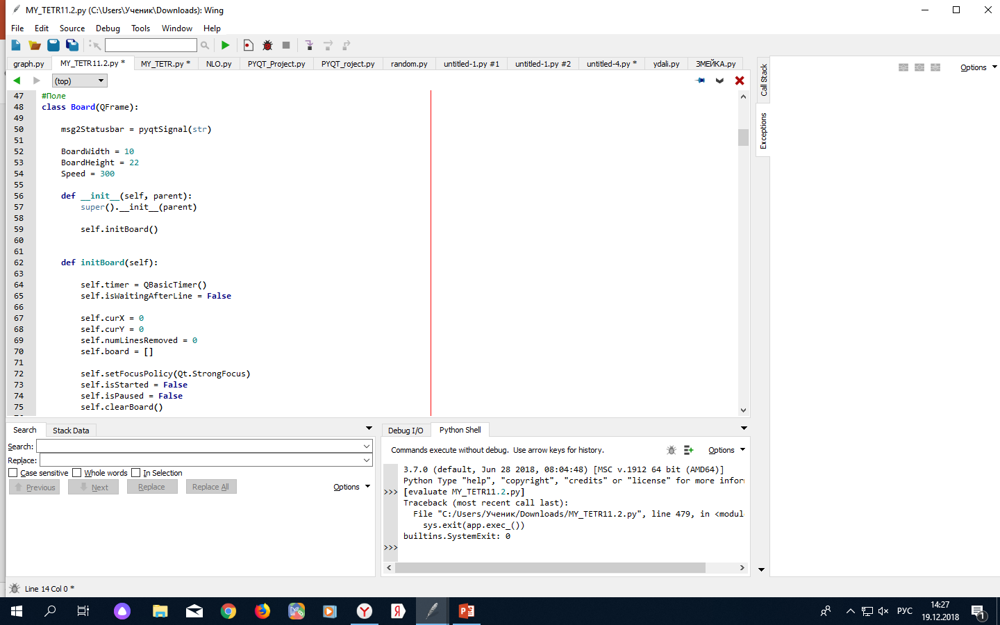 MY_TETR11.2.py (C:\Users\Ученик\Downloads): Wing
File Edit Source Debug Tools Window Help
graph.py MY_TETR11.2.py * MY_TETR.py * NLO.py PYQT_Project.py PYQT_roject.py random.py untitled-1.py #1 untitled-1.py #2 untitled-4.py * ydali.py ЗМЕЙКА.py
(top)
Options
Call Stack
Exceptions
47 #Поле
48 class Board(QFrame):
49
50 msg2Statusbar = pyqtSignal(str)
51
52 BoardWidth = 10
53 BoardHeight = 22
54 Speed = 300
55
56 def __init__(self, parent):
57 super().__init__(parent)
58
59 self.initBoard()
60
61
62 def initBoard(self):
63
64 self.timer = QBasicTimer()
65 self.isWaitingAfterLine = False
66
67 self.curX = 0
68 self.curY = 0
69 self.numLinesRemoved = 0
70 self.board = []
71
72 self.setFocusPolicy(Qt.StrongFocus)
73 self.isStarted = False
74 self.isPaused = False
75 self.clearBoard()
Search Stack Data
Search:
Replace:
Case sensitive Whole words In Selection
Previous Next Replace Replace All Options
Debug I/O Python Shell
Commands execute without debug. Use arrow keys for history. Options
3.7.0 (default, Jun 28 2018, 08:04:48) [MSC v.1912 64 bit (AMD64)]
Python Type "help", "copyright", "credits" or "license" for more infor
>>> [evaluate MY_TETR11.2.py]
Traceback (most recent call last):
File "C:/Users/Ученик/Downloads/MY_TETR11.2.py", line 479, in <modul
sys.exit(app.exec_())
builtins.SystemExit: 0
>>>
Line 14 Col 0 *
РУС
14:27
19.12.2018
1